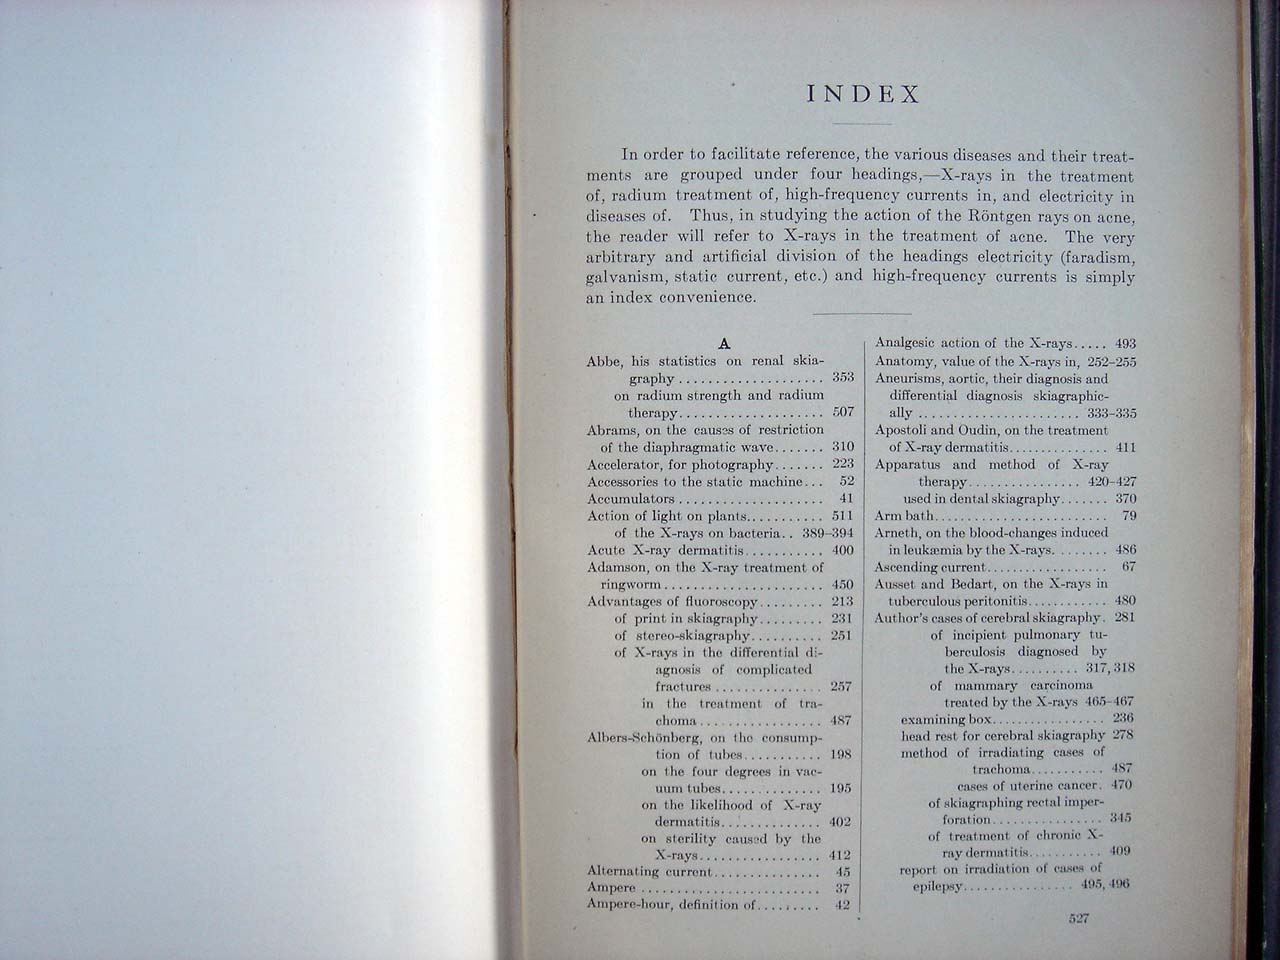 INDEX
In order to facilitate reference, the various diseases and their treat-
ments are grouped under four headings,—X-rays in the treatment
of, radium treatment of, high-frequency currents in, and electricity in
diseases of. Thus, in studying the action of the Röntgen rays on acne,
the reader will refer to X-rays in the treatment of acne. The very
arbitrary and artificial division of the headings electricity (faradism,
galvanism, static current, etc.) and high-frequency currents is simply
an index convenience.
A
Abbe, his statistics on renal skia-
graphy .................... 353
on radium strength and radium
therapy.................... 507
Abrams, on the causes of restriction
of the diaphragmatic wave....... 310
Accelerator, for photography....... 223
Accessories to the static machine... 52
Accumulators .................... 41
Action of light on plants........... 511
of the X-rays on bacteria.. 389-394
Acute X-ray dermatitis........... 400
Adamson, on the X-ray treatment of
ringworm...................... 450
Advantages of fluoroscopy......... 213
of print in skiagraphy......... 231
of stereo-skiagraphy.......... 251
of X-rays in the differential di-
agnosis of complicated
fractures ............... 257
in the treatment of tra-
choma................. 487
Albers-Schönberg, on the consump-
tion of tubes........... 198
on the four degrees in vac-
uum tubes.............. 195
on the likelihood of X-ray
dermatitis.............. 402
on sterility caused by the
X-rays................. 412
Alternating current............... 45
Ampere ......................... 37
Ampere-hour, definition of......... 42
Analgesic action of the X-rays..... 493
Anatomy, value of the X-rays in, 252-255
Aneurisms, aortic, their diagnosis and
differential diagnosis skiagraphic-
ally ...................... 333-335
Apostoli and Oudin, on the treatment
of X-ray dermatitis............... 411
Apparatus and method of X-ray
therapy............... 420-427
used in dental skiagraphy....... 370
Arm bath........................ 79
Arneth, on the blood-changes induced
in leukæmia by the X-rays........ 486
Ascending current................. 67
Ausset and Bedart, on the X-rays in
tuberculous peritonitis........... 480
Author's cases of cerebral skiagraphy. 281
of incipient pulmonary tu-
berculosis diagnosed by
the X-rays.......... 317, 318
of mammary carcinoma
treated by the X-rays 465-467
examining box................ 236
head rest for cerebral skiagraphy 278
method of irradiating cases of
trachoma........... 487
cases of uterine cancer. 470
of skiagraphing rectal imper-
foration............... 345
of treatment of chronic X-
ray dermatitis.......... 409
report on irradiation of cases of
epilepsy............... 495, 496
527